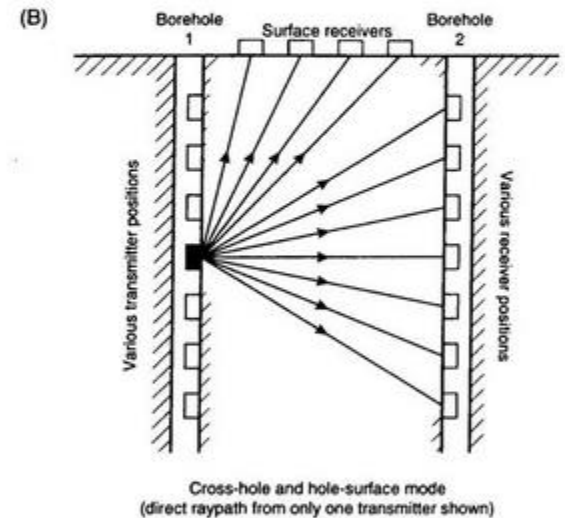 (B)
Borehole
1
Surface receivers
Borehole
2
Various transmitter positions
Various receiver positions
Cross-hole and hole-surface mode
(direct raypath from only one transmitter shown)